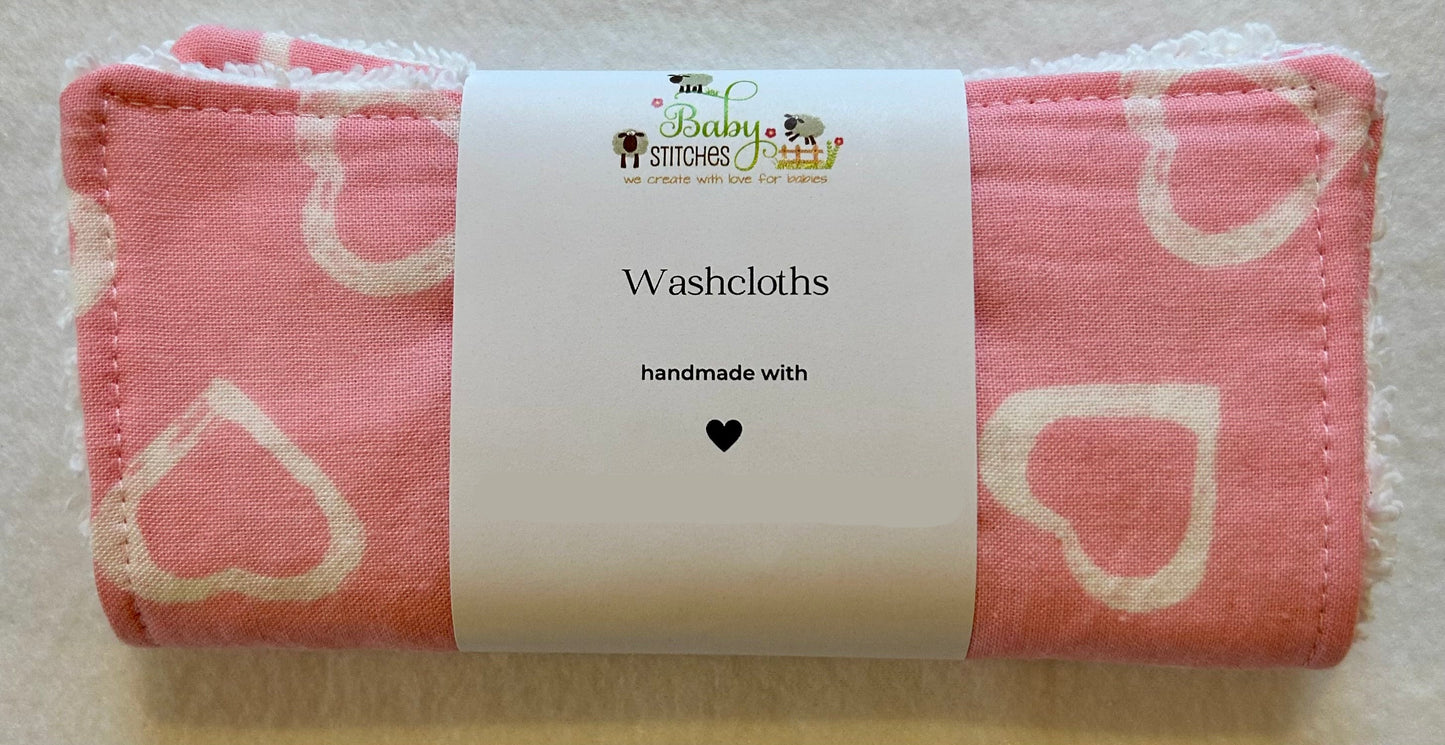 Baby
STITCHES
we create with love for babies
Washcloths
handmade with